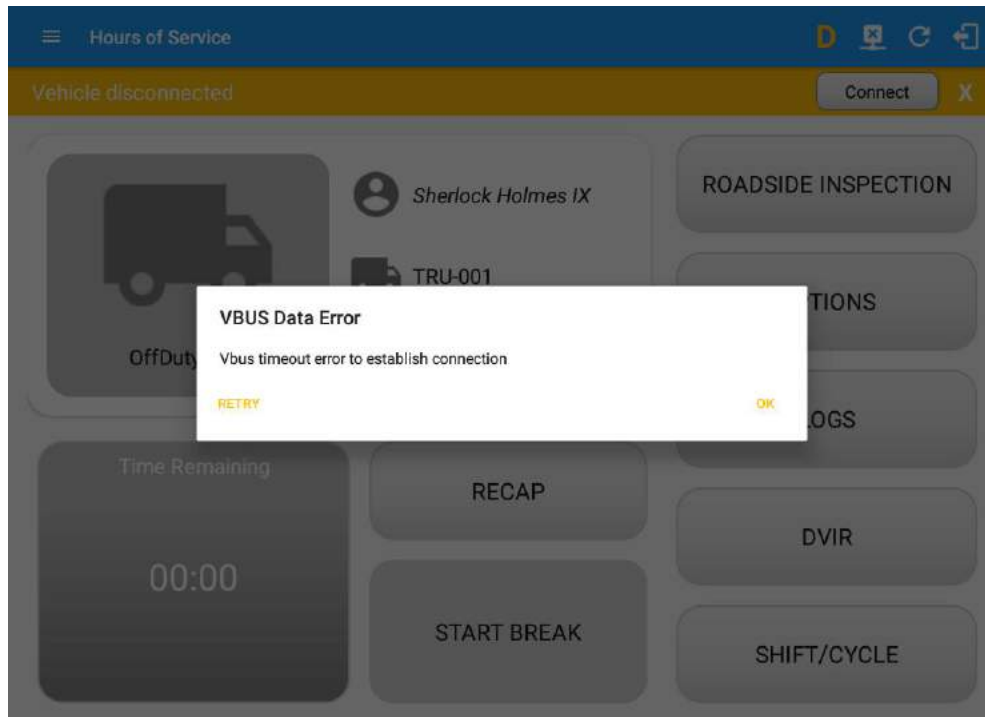 Hours of Service
D
Vehicle disconnected
Connect
X
Sherlock Holmes IX
ROADSIDE INSPECTION
TRU-001
TIONS
OffDuty
VBUS Data Error
Vbus timeout error to establish connection
RETRY
OK
OGS
Time Remaining
00:00
RECAP
DVIR
START BREAK
SHIFT/CYCLE